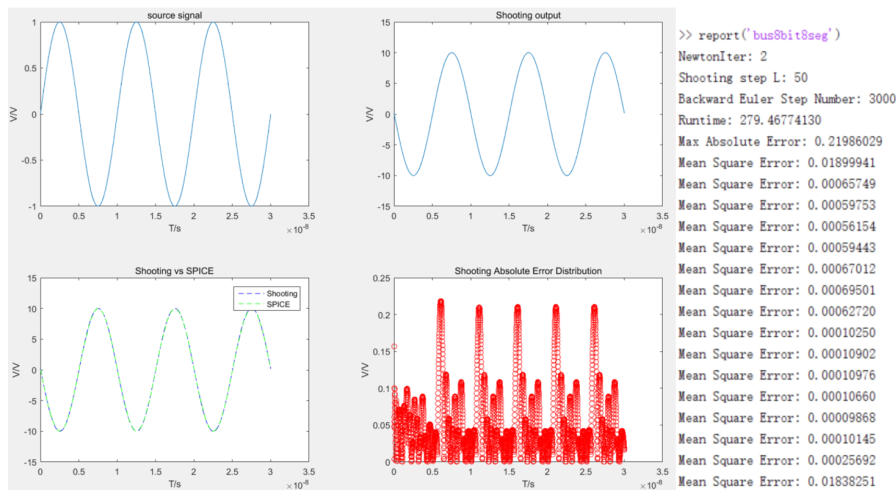 source signal
1
0.5
0
-0.5
-1
V/V
0 0.5 1 1.5 2 2.5 3 3.5
T/s
×10⁻⁸
Shooting output
15
10
5
0
-5
-10
-15
V/V
0 0.5 1 1.5 2 2.5 3 3.5
T/s
×10⁻⁸
Shooting vs SPICE
15
10
5
0
-5
-10
-15
V/V
Shooting
SPICE
0 0.5 1 1.5 2 2.5 3 3.5
T/s
×10⁻⁸
Shooting Absolute Error Distribution
0.25
0.2
0.15
0.1
0.05
0
V/V
0 0.5 1 1.5 2 2.5 3 3.5
T/s
×10⁻⁸
>> report('bus8bit8seg')
NewtonIter: 2
Shooting step L: 50
Backward Euler Step Number: 3000
Runtime: 279.46774130
Max Absolute Error: 0.21986029
Mean Square Error: 0.01899941
Mean Square Error: 0.00065749
Mean Square Error: 0.00059753
Mean Square Error: 0.00056154
Mean Square Error: 0.00059443
Mean Square Error: 0.00067012
Mean Square Error: 0.00069501
Mean Square Error: 0.00062720
Mean Square Error: 0.00010250
Mean Square Error: 0.00010902
Mean Square Error: 0.00010976
Mean Square Error: 0.00010660
Mean Square Error: 0.00009868
Mean Square Error: 0.00010145
Mean Square Error: 0.00025692
Mean Square Error: 0.01838251